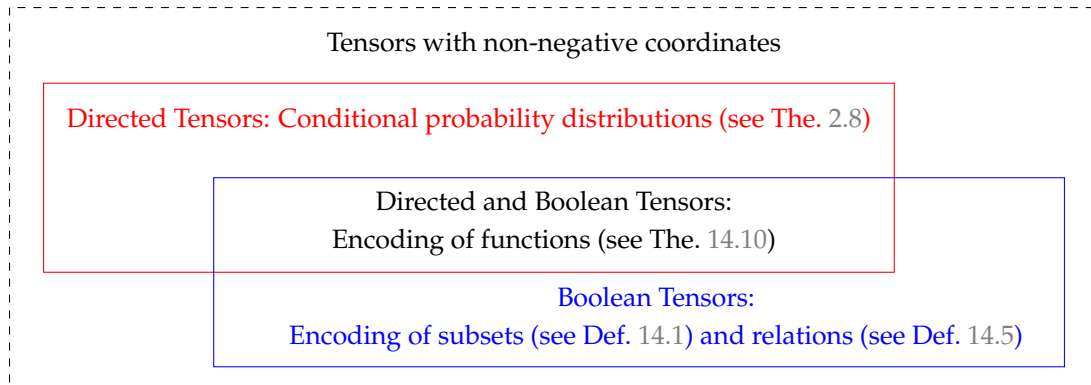 Tensors with non-negative coordinates
Directed Tensors: Conditional probability distributions (see The. 2.8)
Directed and Boolean Tensors:
Encoding of functions (see The. 14.10)
Boolean Tensors:
Encoding of subsets (see Def. 14.1) and relations (see Def. 14.5)